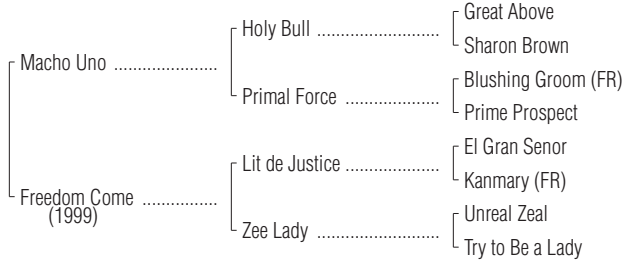 Great Above
Holy Bull ........................
Sharon Brown
Macho Uno ....................
Blushing Groom (FR)
Primal Force ..................
Prime Prospect
El Gran Senor
Lit de Justice ..................
Kanmary (FR)
Freedom Come ...............
(1999)
Unreal Zeal
Zee Lady ........................
Try to Be a Lady